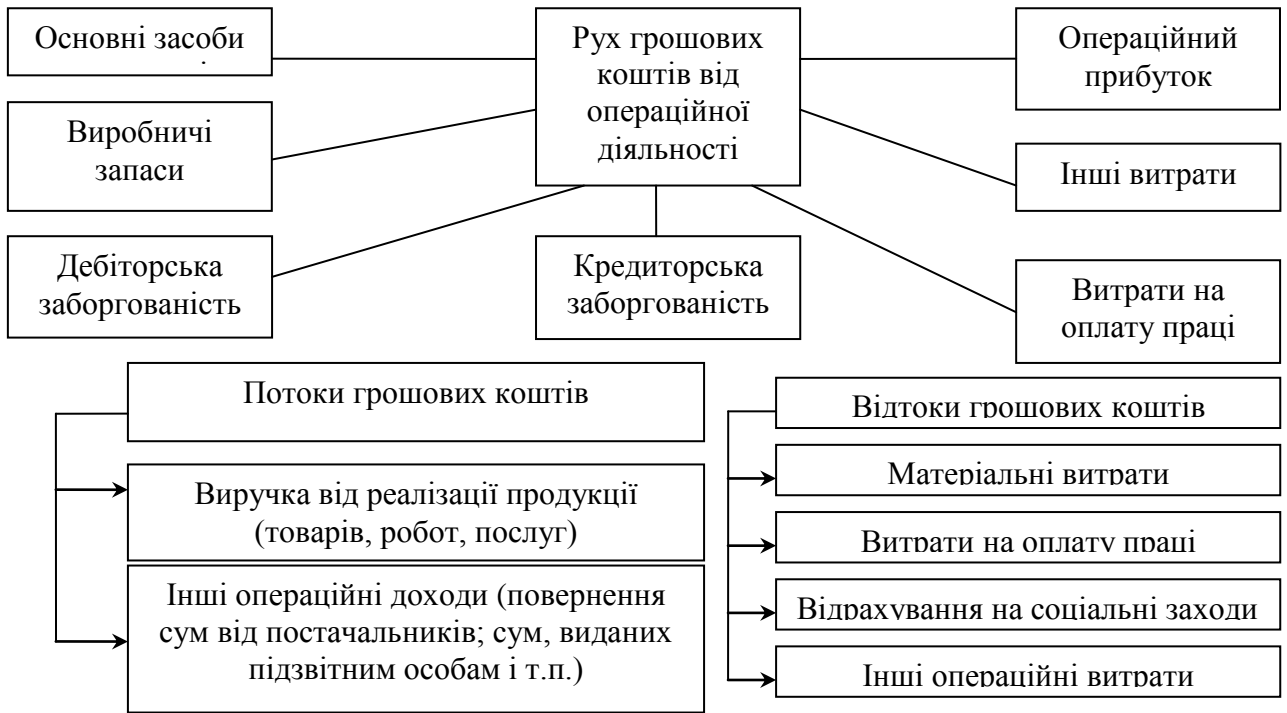 Основні засоби
Рух грошових
коштів від
операційної
діяльності
Операційний
прибуток
Виробничі
запаси
Інші витрати
Дебіторська
заборгованість
Кредиторська
заборгованість
Витрати на
оплату праці
Потоки грошових коштів
Виручка від реалізації продукції
(товарів, робот, послуг)
Інші операційні доходи (повернення
сум від постачальників; сум, виданих
підзвітним особам і т.п.)
Відтоки грошових коштів
Матеріальні витрати
Витрати на оплату праці
Відрахування на соціальні заходи
Інші операційні витрати